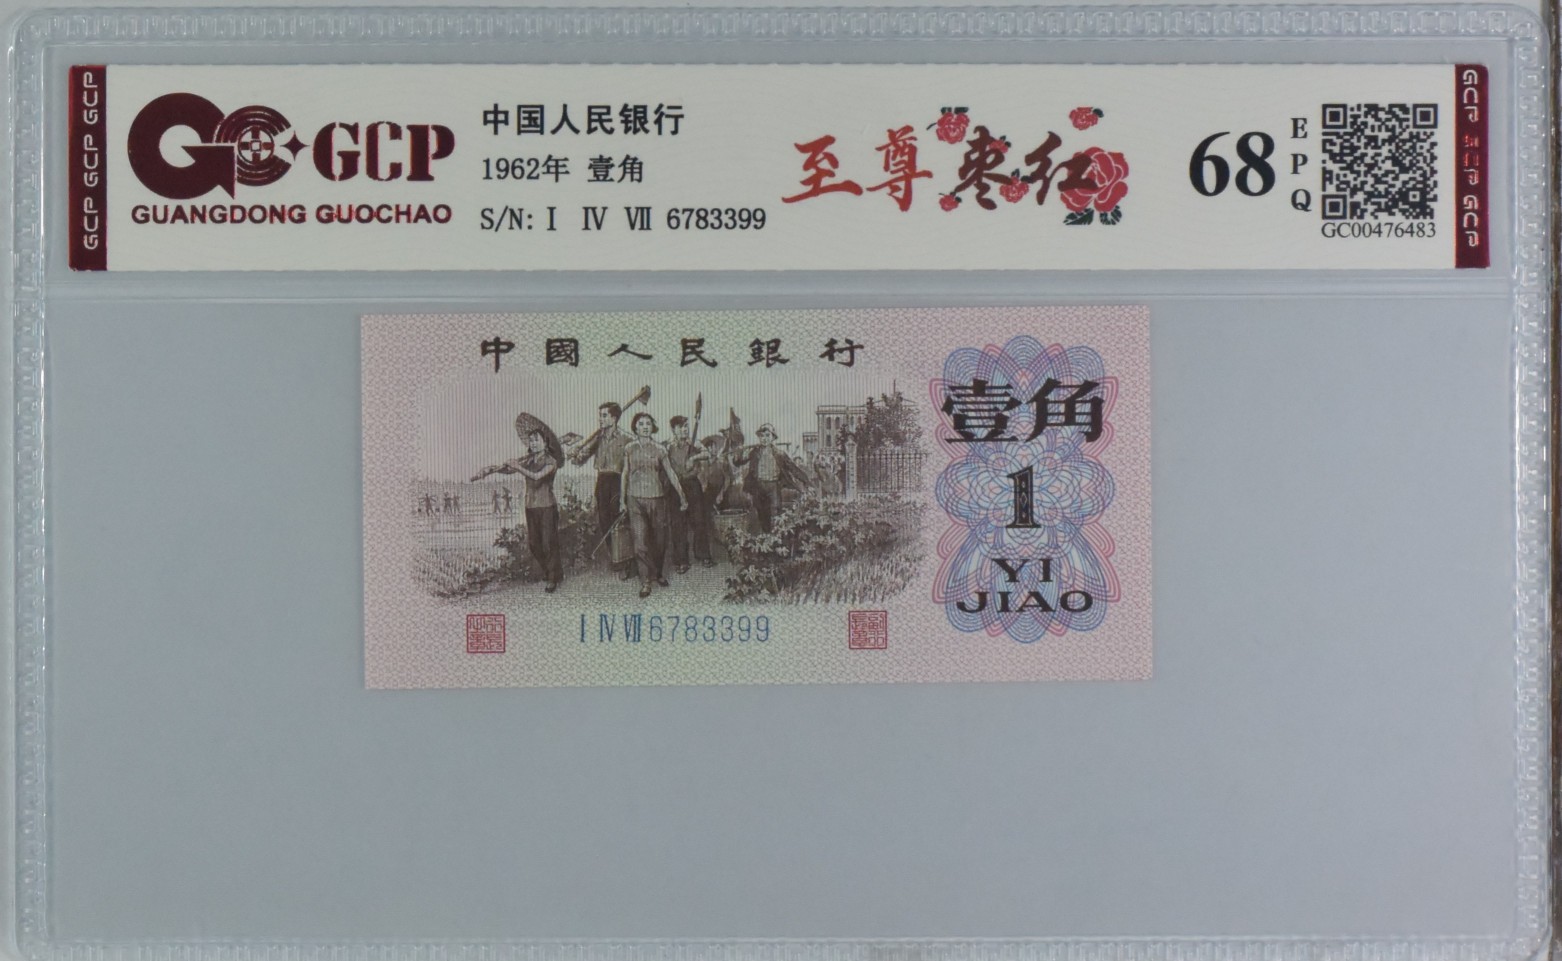 GCP GCP GCP
GCP
GUANGDONG GUOCHAO
中国人民银行
1962年 壹角
S/N: I IV VII 6783399
至尊枣红
68
EPQ
GC00476483
GCP GCP GCP
中國人民銀行
壹角
1
YI
JIAO
I IV VII 6783399